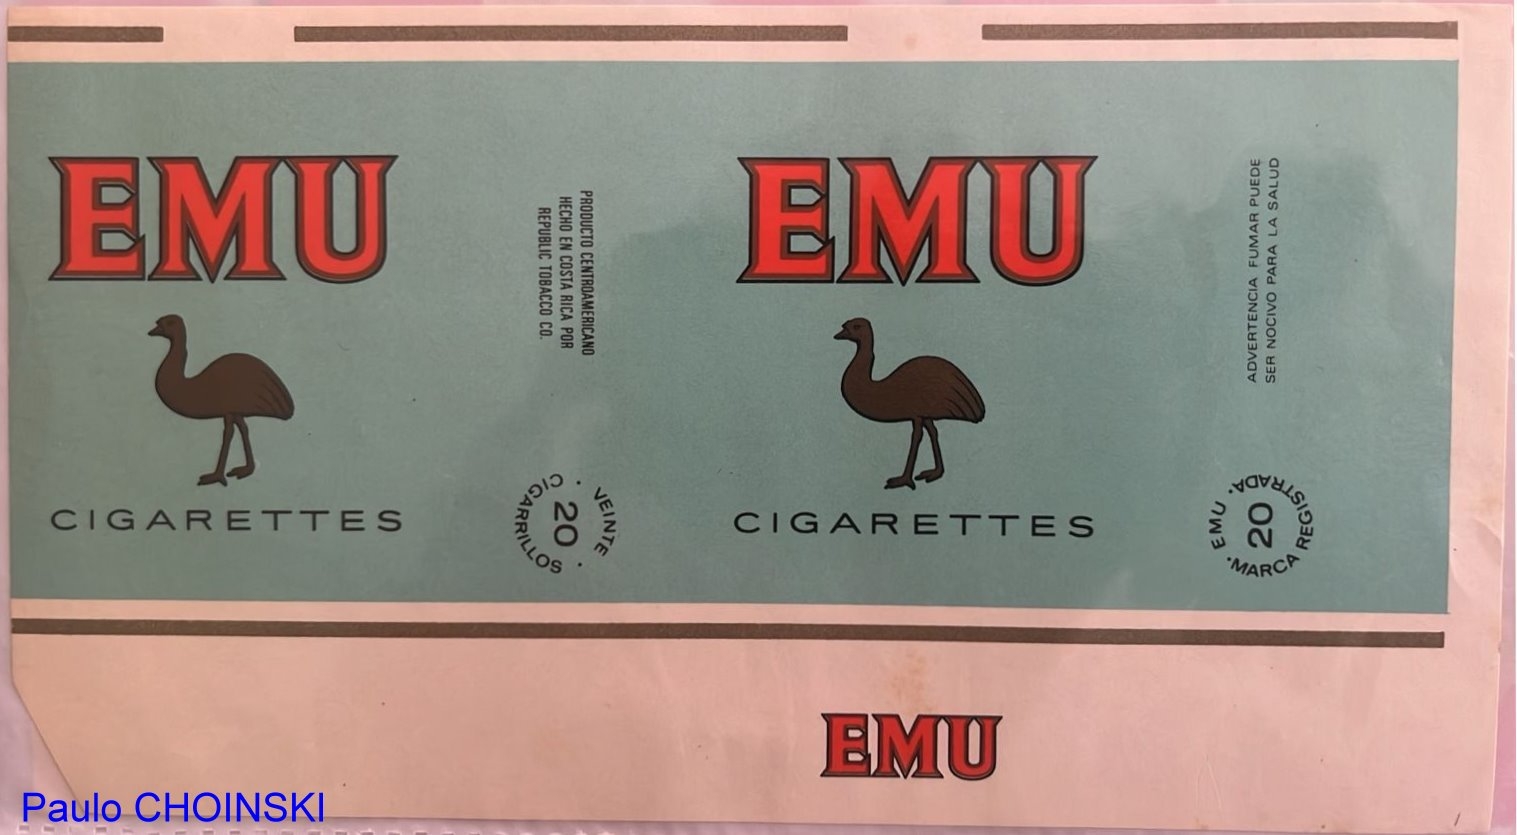 EMU
CIGARETTES
PRODUCTO CENTROAMERICANO
HECHO EN COSTA RICA POR
REPUBLIC TOBACCO CO.
VEINTE · CIGARRILLOS ·
20
EMU
CIGARETTES
ADVERTENCIA FUMAR PUEDE
SER NOCIVO PARA LA SALUD
EMU · MARCA REGISTRADA ·
20
EMU
Paulo CHOINSKI